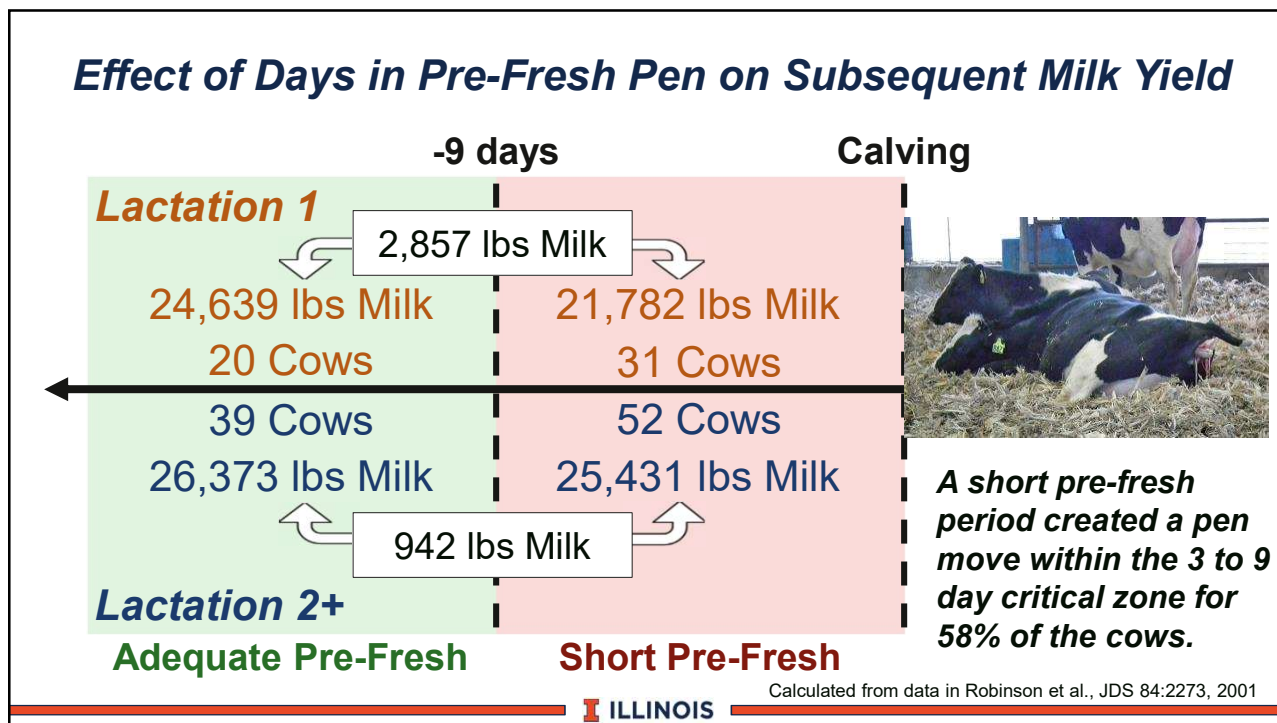 Effect of Days in Pre-Fresh Pen on Subsequent Milk Yield
-9 days
Calving
Lactation 1
2,857 lbs Milk
24,639 lbs Milk
21,782 lbs Milk
20 Cows
31 Cows
39 Cows
52 Cows
26,373 lbs Milk
25,431 lbs Milk
942 lbs Milk
Lactation 2+
Adequate Pre-Fresh
Short Pre-Fresh
A short pre-fresh
period created a pen
move within the 3 to 9
day critical zone for
58% of the cows.
Calculated from data in Robinson et al., JDS 84:2273, 2001
I ILLINOIS